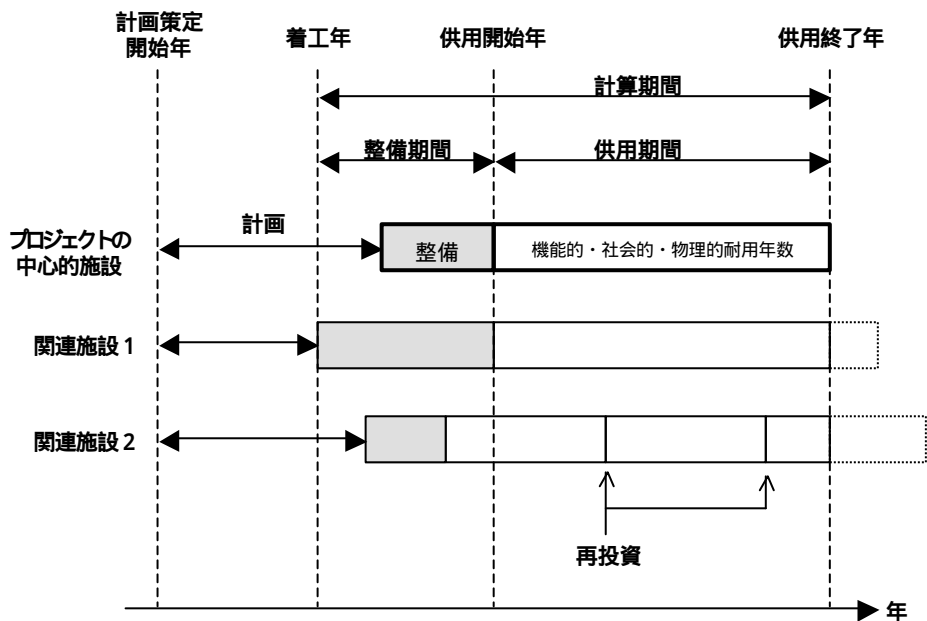 計画策定
開始年
着工年
供用開始年
供用終了年
計算期間
整備期間
供用期間
プロジェクトの
中心的施設
計画
整備
機能的・社会的・物理的耐用年数
関連施設1
関連施設2
再投資
年